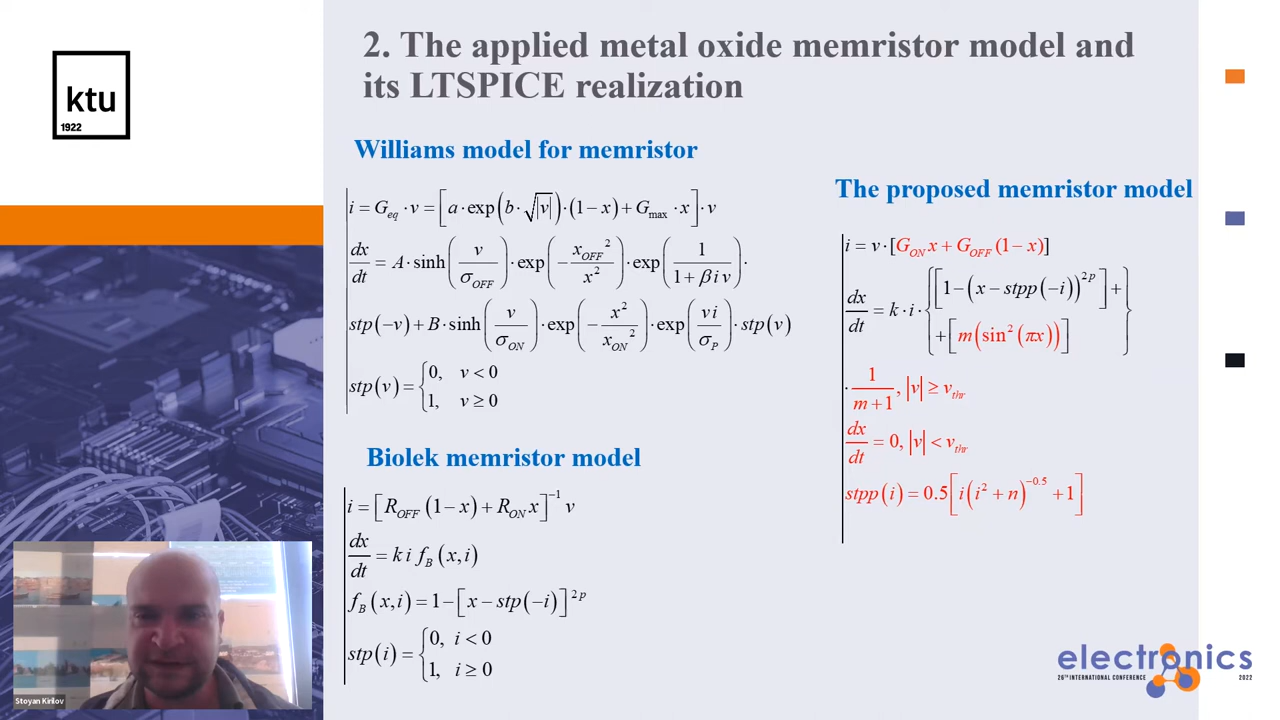 ktu
1922
2. The applied metal oxide memristor model and
its LTSPICE realization
Williams model for memristor
i = G_eq · v = [a · exp(b · √|v|) · (1 − x) + G_max · x] · v
dx/dt = A · sinh(v/σ_OFF) · exp(−x_OFF²/x²) · exp(1/(1 + β i v)) ·
stp(−v) + B · sinh(v/σ_ON) · exp(−x²/x_ON²) · exp(vi/σ_P) · stp(v)
stp(v) = { 0, v < 0
1, v ≥ 0
Biolek memristor model
i = [R_OFF (1 − x) + R_ON x]^−1 v
dx/dt = k i f_B (x, i)
f_B (x, i) = 1 − [x − stp(−i)]^2p
stp(i) = { 0, i < 0
1, i ≥ 0
The proposed memristor model
i = v · [G_ON x + G_OFF (1 − x)]
dx/dt = k · i · { [1 − (x − stpp(−i))^2p] +
+ [m(sin²(πx))] }
· 1/(m + 1), |v| ≥ v_thr
dx/dt = 0, |v| < v_thr
stpp(i) = 0.5 [i(i² + n)^−0.5 + 1]
Stoyan Kirilov
electronics
26TH INTERNATIONAL CONFERENCE 2022